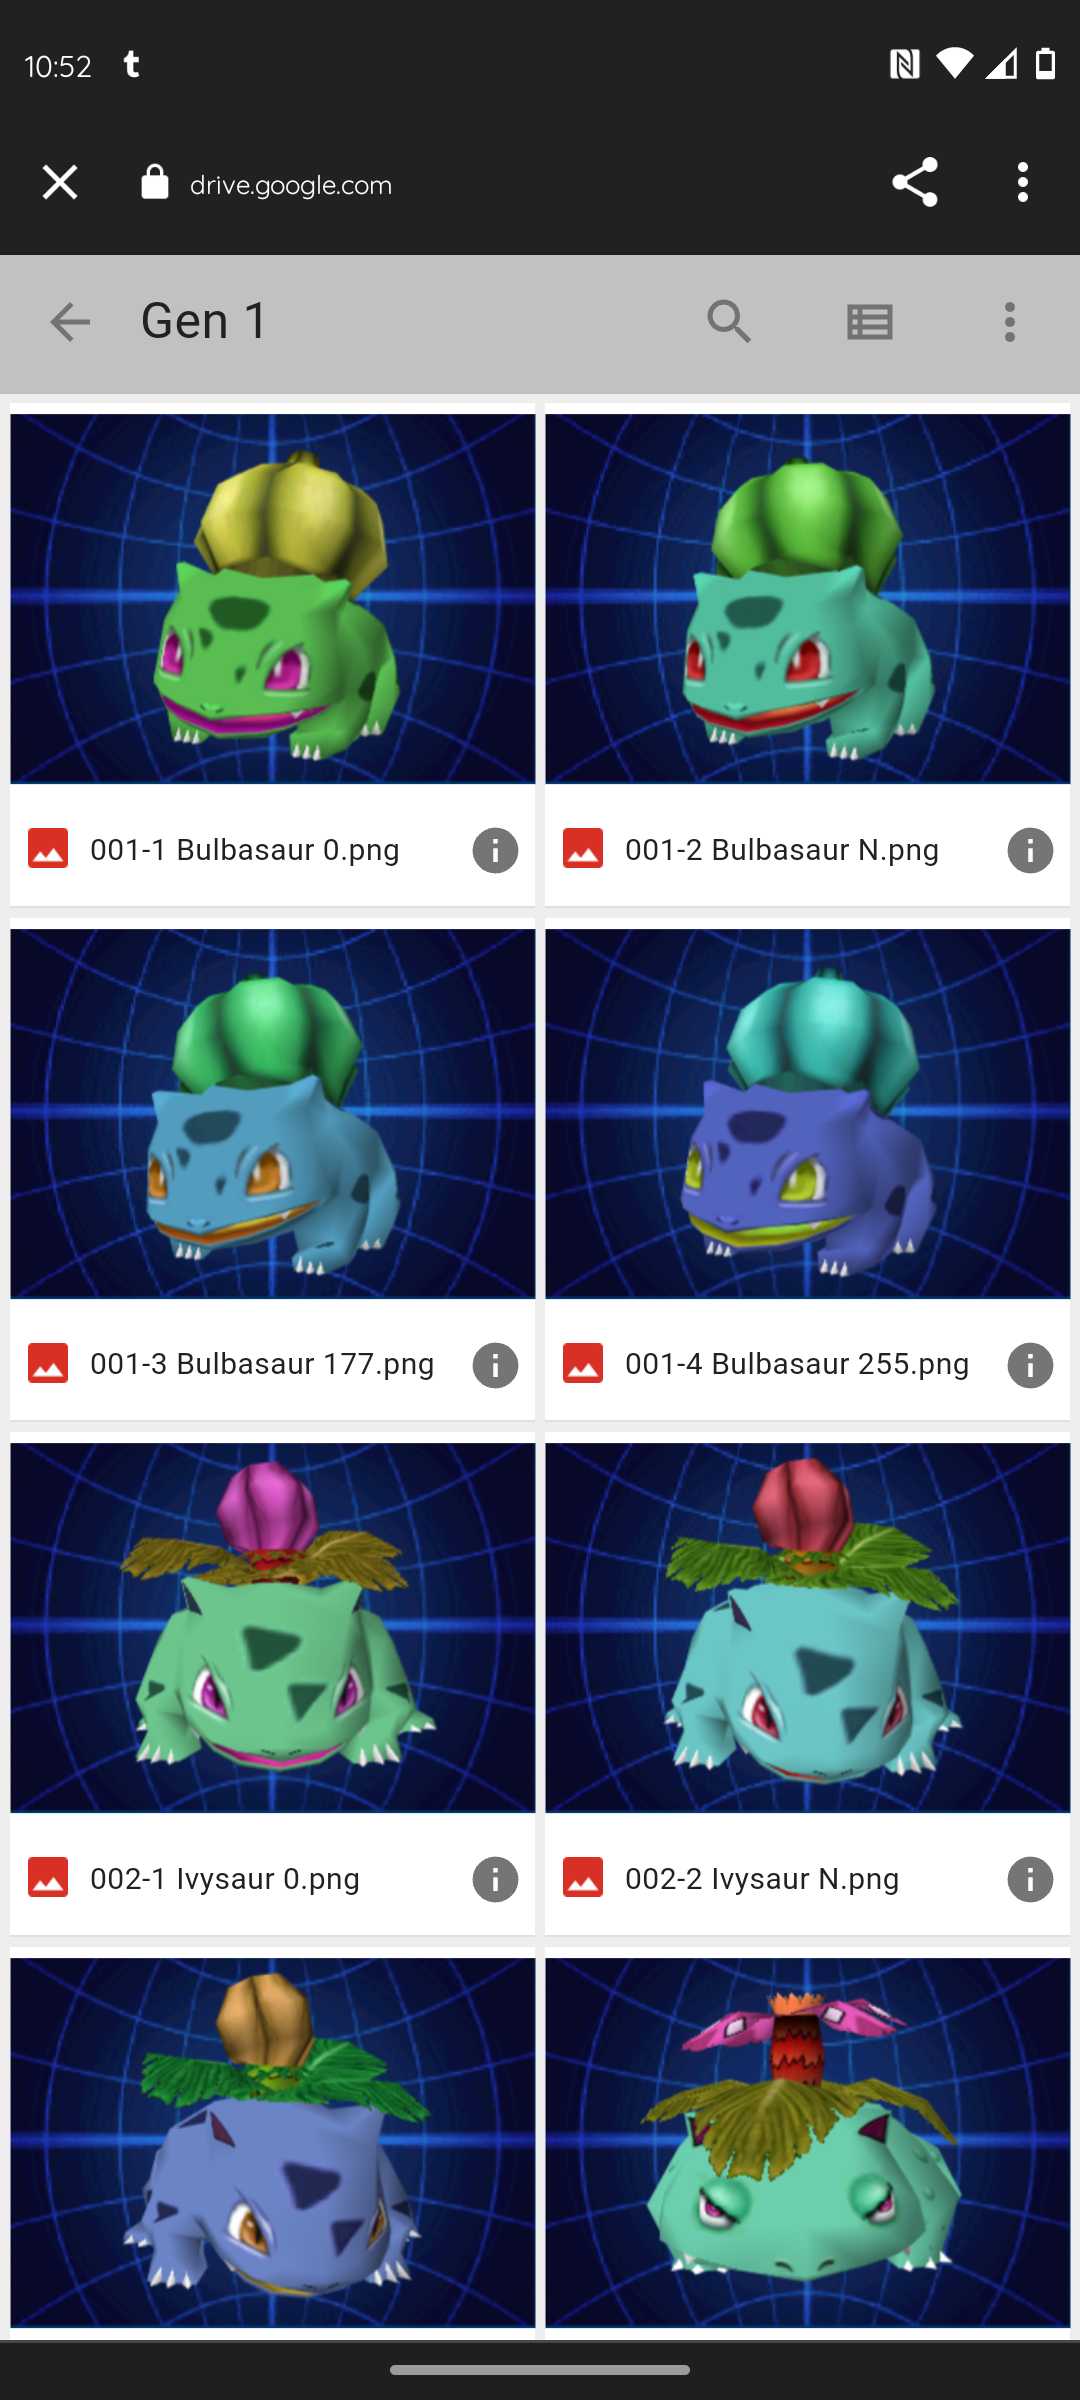 10:52 t
drive.google.com
Gen 1
001-1 Bulbasaur 0.png
001-2 Bulbasaur N.png
001-3 Bulbasaur 177.png
001-4 Bulbasaur 255.png
002-1 Ivysaur 0.png
002-2 Ivysaur N.png